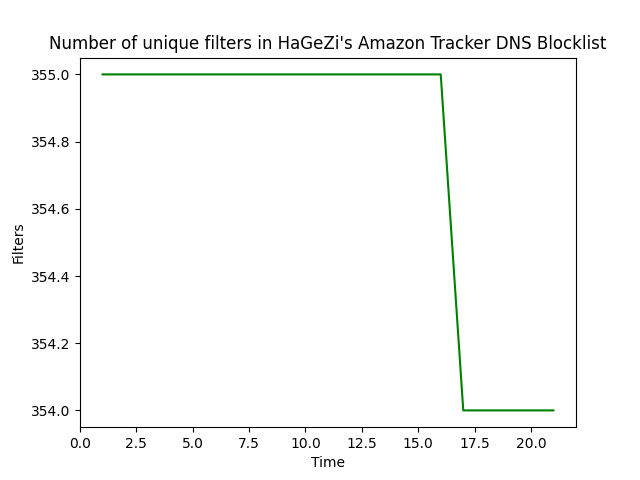 Number of unique filters in HaGeZi's Amazon Tracker DNS Blocklist
355.0
354.8
354.6
354.4
354.2
354.0
Filters
0.0 2.5 5.0 7.5 10.0 12.5 15.0 17.5 20.0
Time